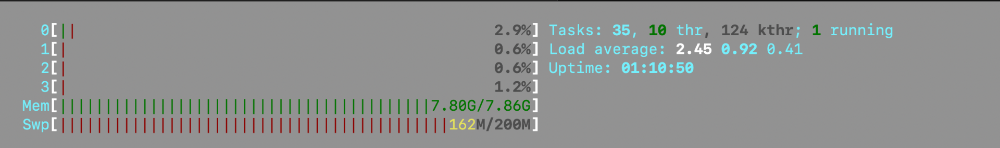 0[|| 2.9%] Tasks: 35, 10 thr, 124 kthr; 1 running
1[| 0.6%] Load average: 2.45 0.92 0.41
2[| 0.6%] Uptime: 01:10:50
3[| 1.2%]
Mem[|||||||||||||||||||||||||||||||||||||||||7.80G/7.86G]
Swp[|||||||||||||||||||||||||||||||||||||||||||162M/200M]